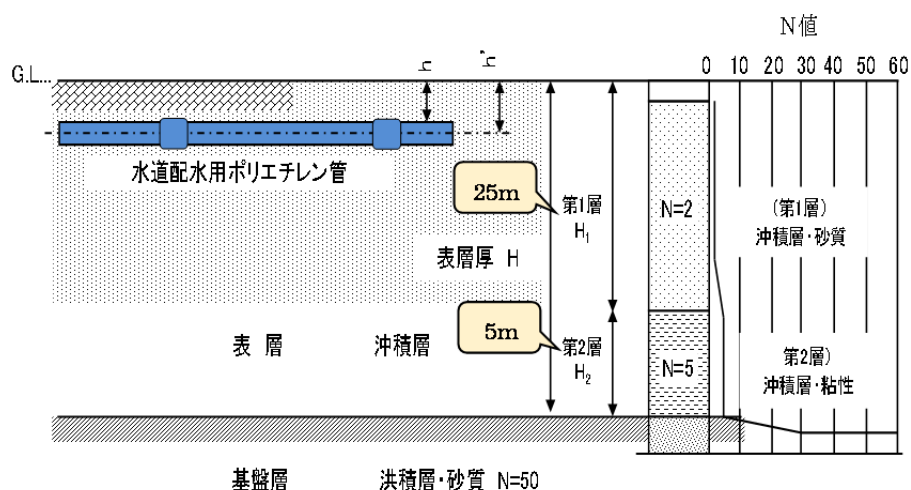 N値
G.L...
h
h'
0 10 20 30 40 50 60
水道配水用ポリエチレン管
25m
第1層
H₁
N=2
(第1層)
沖積層・砂質
表層厚 H
5m
表 層 沖積層
第2層
H₂
N=5
第2層)
沖積層・粘性
基盤層 洪積層・砂質 N=50